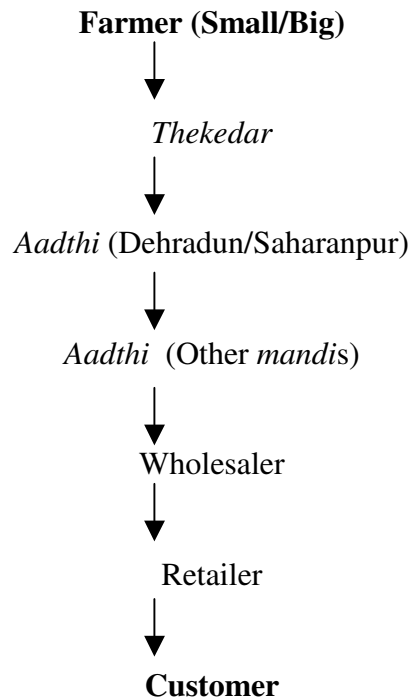 Farmer (Small/Big)
Thekedar
Aadthi (Dehradun/Saharanpur)
Aadthi (Other mandis)
Wholesaler
Retailer
Customer